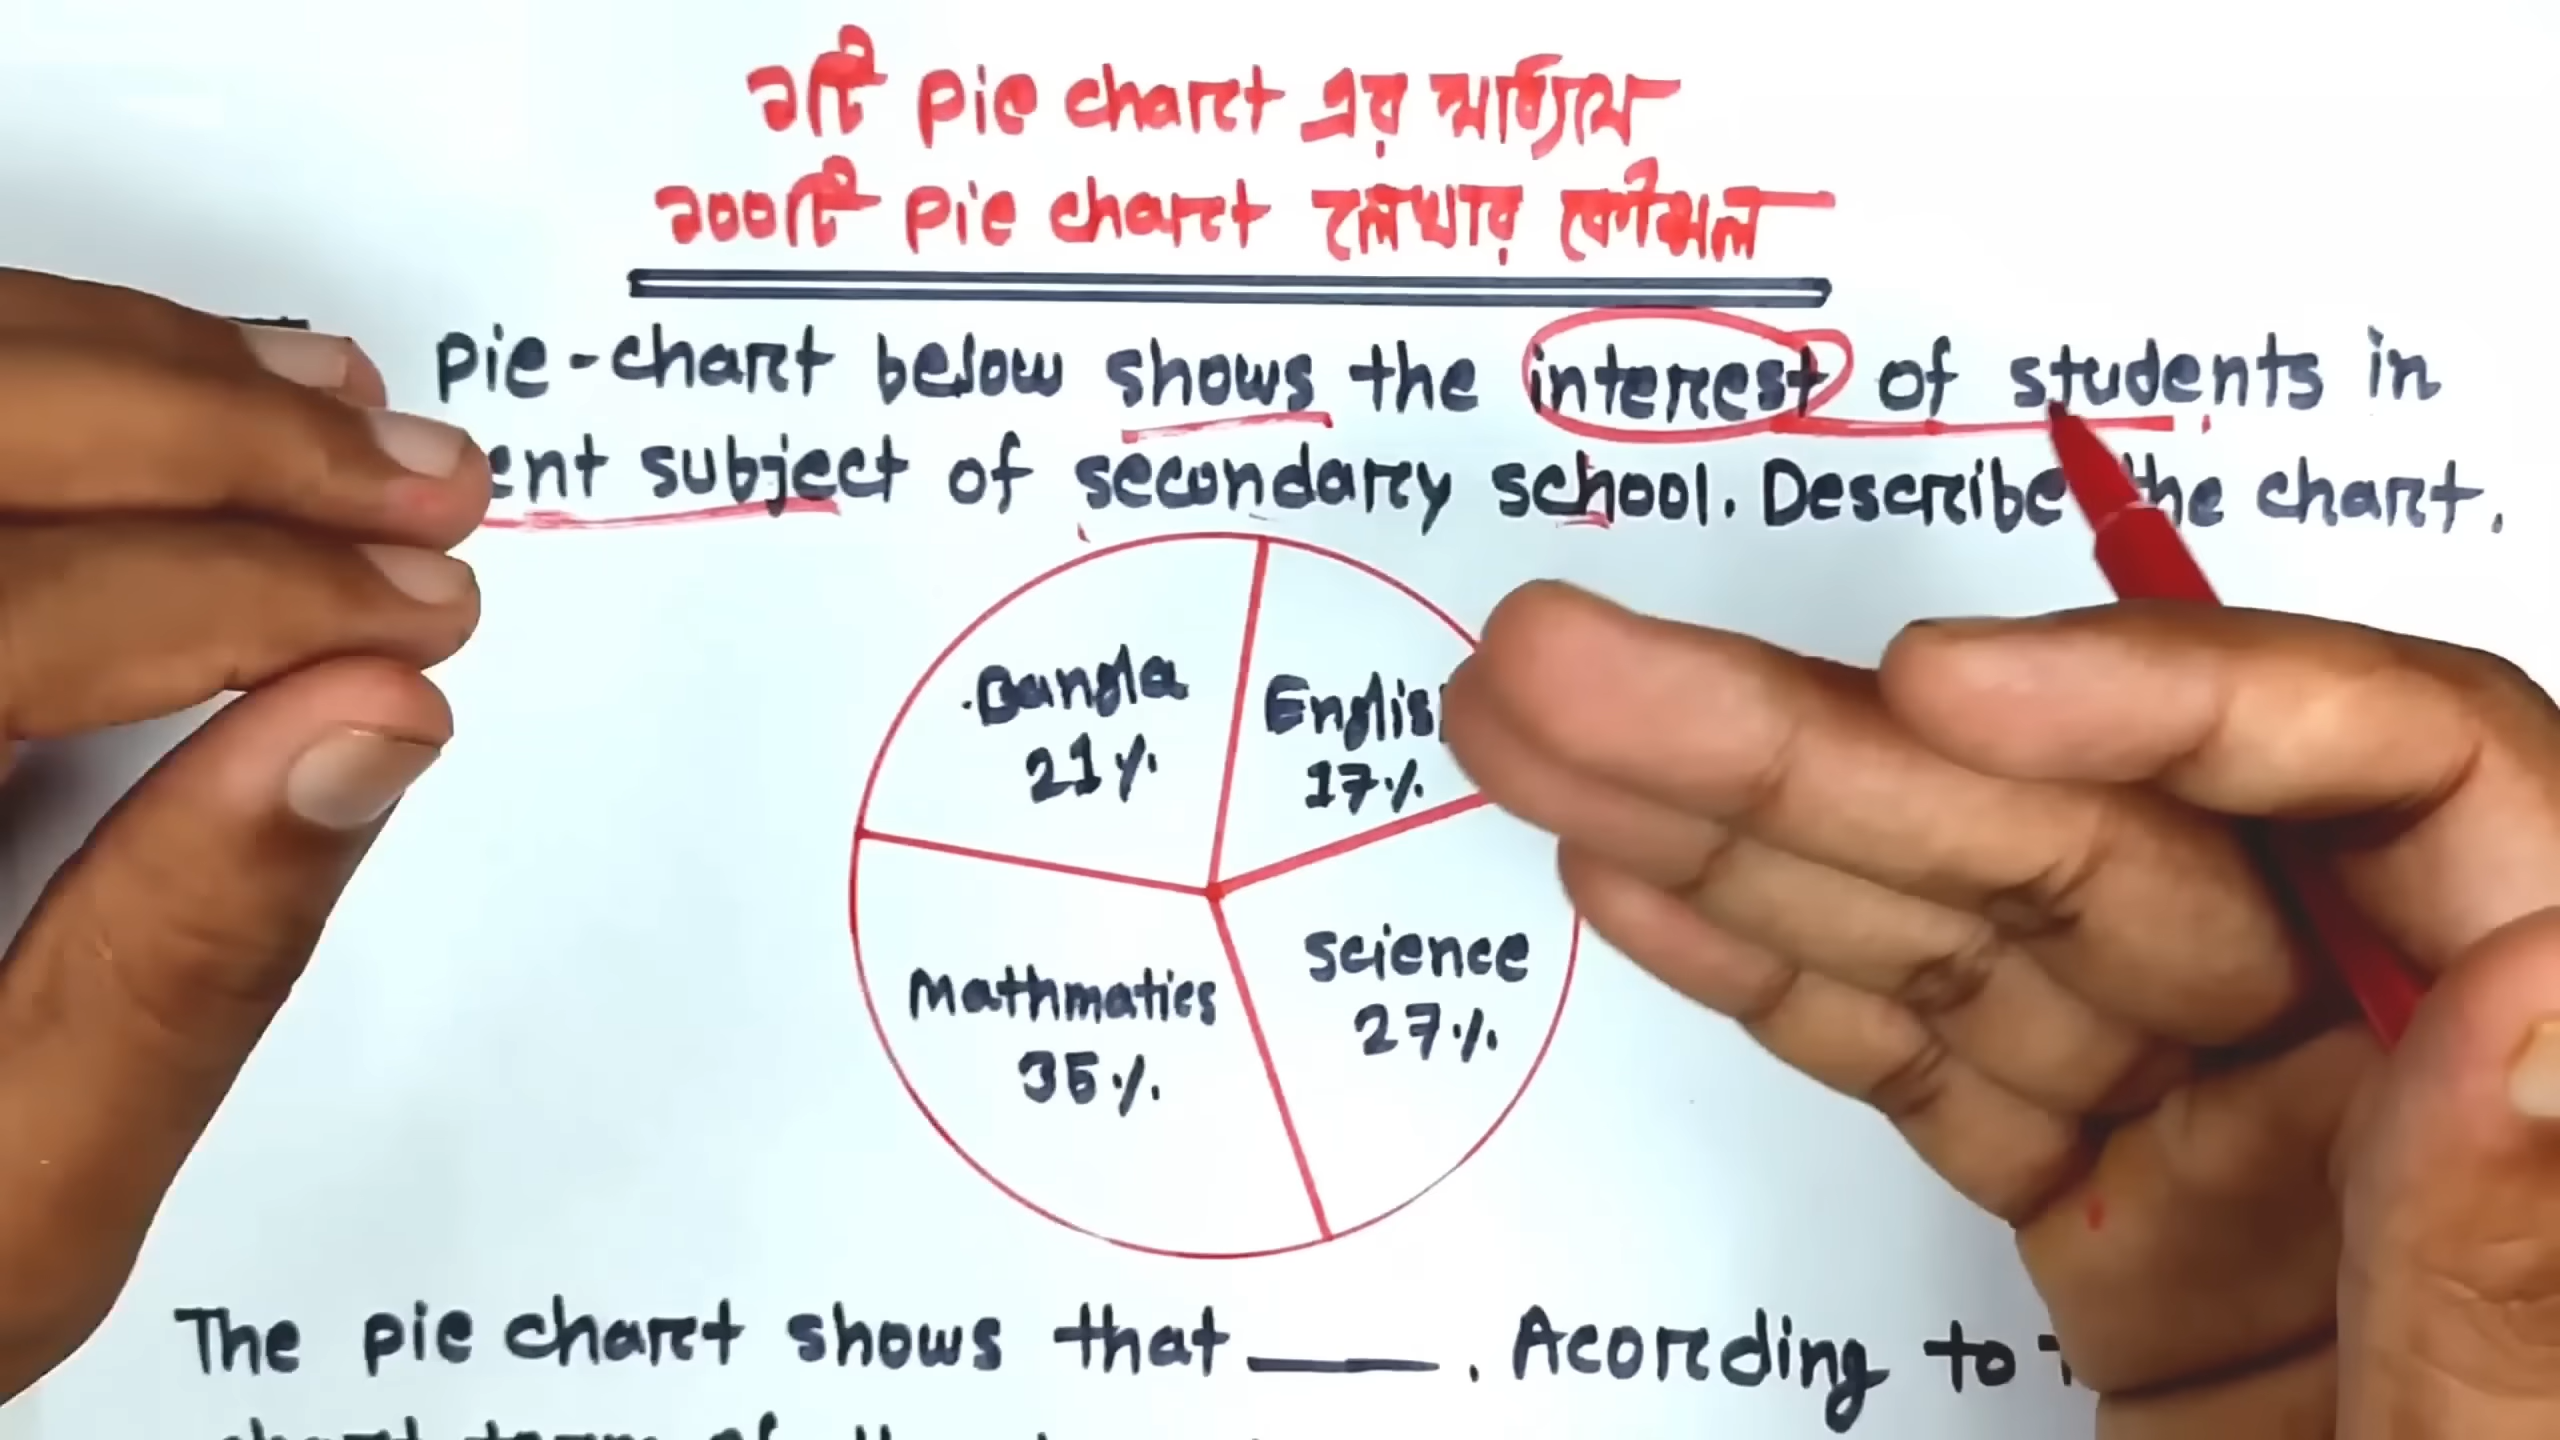 ১টি pie chart এর মাধ্যমে
১০০টি pie chart লেখার কৌশল
pie-chart below shows the interest of students in
ent subject of secondary school. Describe the chart.
Bangla
21%
Englis
17%
Science
27%
Mathmatics
35%
The pie chart shows that ___. Acording to